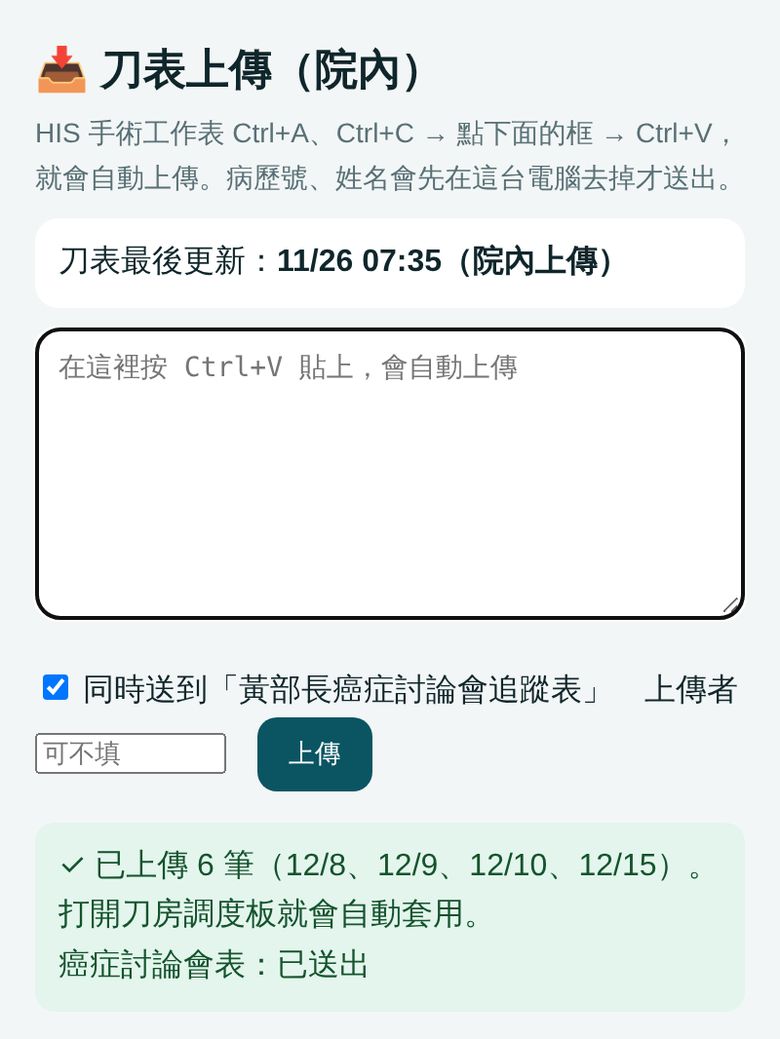 📥 刀表上傳（院內）
HIS 手術工作表 Ctrl+A、Ctrl+C → 點下面的框 → Ctrl+V，
就會自動上傳。病歷號、姓名會先在這台電腦去掉才送出。
刀表最後更新：11/26 07:35（院內上傳）
在這裡按 Ctrl+V 貼上，會自動上傳
同時送到「黃部長癌症討論會追蹤表」 上傳者
可不填 上傳
✓ 已上傳 6 筆（12/8、12/9、12/10、12/15）。
打開刀房調度板就會自動套用。
癌症討論會表：已送出